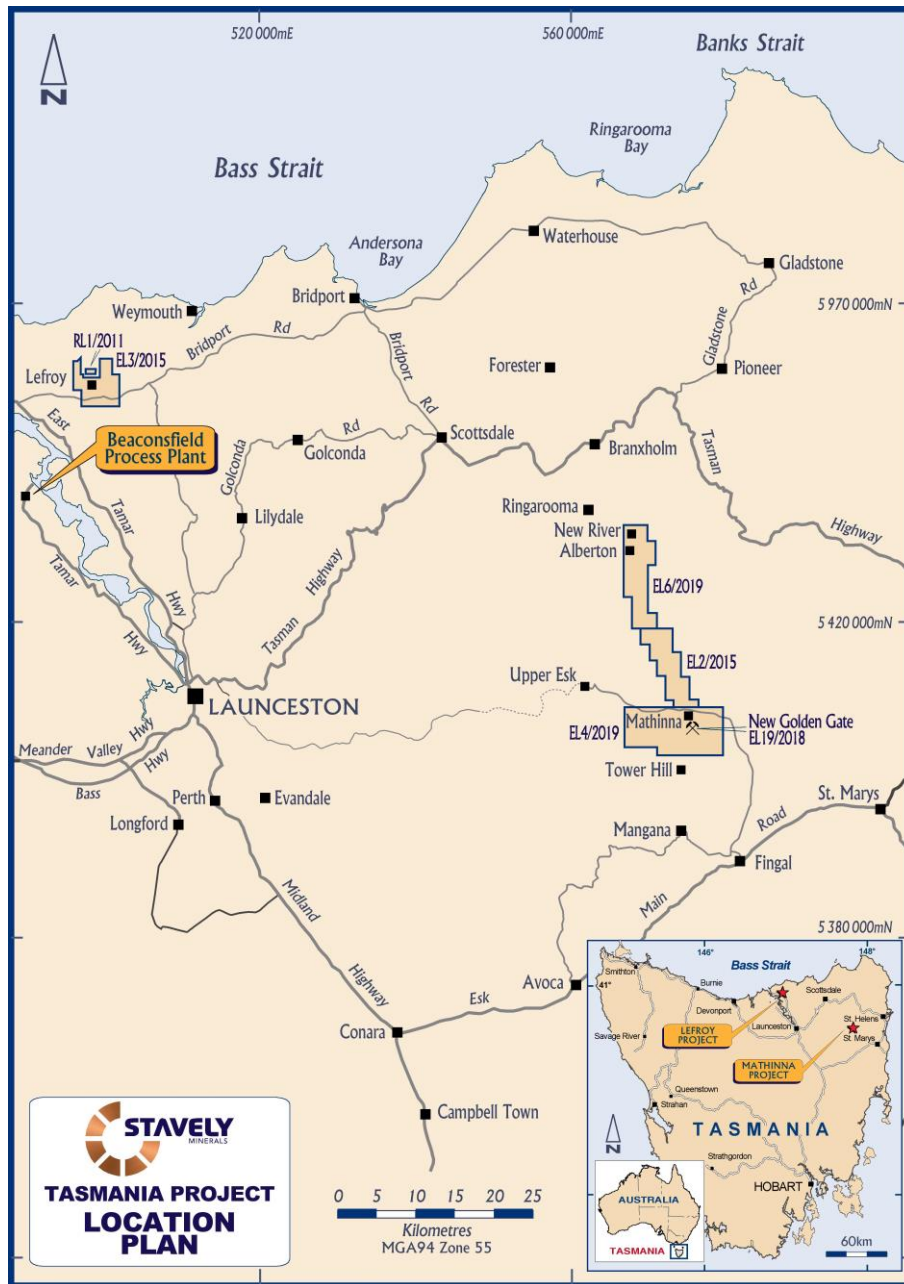 520 000mE
560 000mE
Banks Strait
N
Ringarooma
Bay
Bass Strait
Waterhouse
Andersona
Bay
Gladstone
Bridport
Weymouth
5 970 000mN
Rd
Gladstone
Rd
RL1/2011
EL3/2015
Bridport
Bridport
Rd
Lefroy
Forester
Pioneer
East
Tamar
Hwy
Beaconsfield
Process Plant
Golconda
Rd
Golconda
Scottsdale
Branxholm
Tasman
Highway
Lilydale
Ringarooma
New River
Alberton
Tamar
Hwy
Tasman
Highway
EL6/2019
5 420 000mN
EL2/2015
Upper Esk
LAUNCESTON
Mathinna
EL4/2019
New Golden Gate
EL19/2018
Meander
Valley
Hwy
Bass
Hwy
Tower Hill
Perth
Evandale
St. Marys
Longford
Mangana
Road
Fingal
Main
Midland
Highway
5 380 000mN
Avoca
Esk
Conara
Campbell Town
STAVELY
MINERALS
TASMANIA PROJECT
LOCATION
PLAN
0 5 10 15 20 25
Kilometres
MGA94 Zone 55
146°
148°
Bass Strait
Smithton
41°
Burnie
Devonport
Scottsdale
LEFROY
PROJECT
Launceston
St. Helens
Savage River
St. Marys
MATHINNA
PROJECT
Queenstown
Strahan
N
TASMANIA
Strathgordon
HOBART
AUSTRALIA
TASMANIA
60km